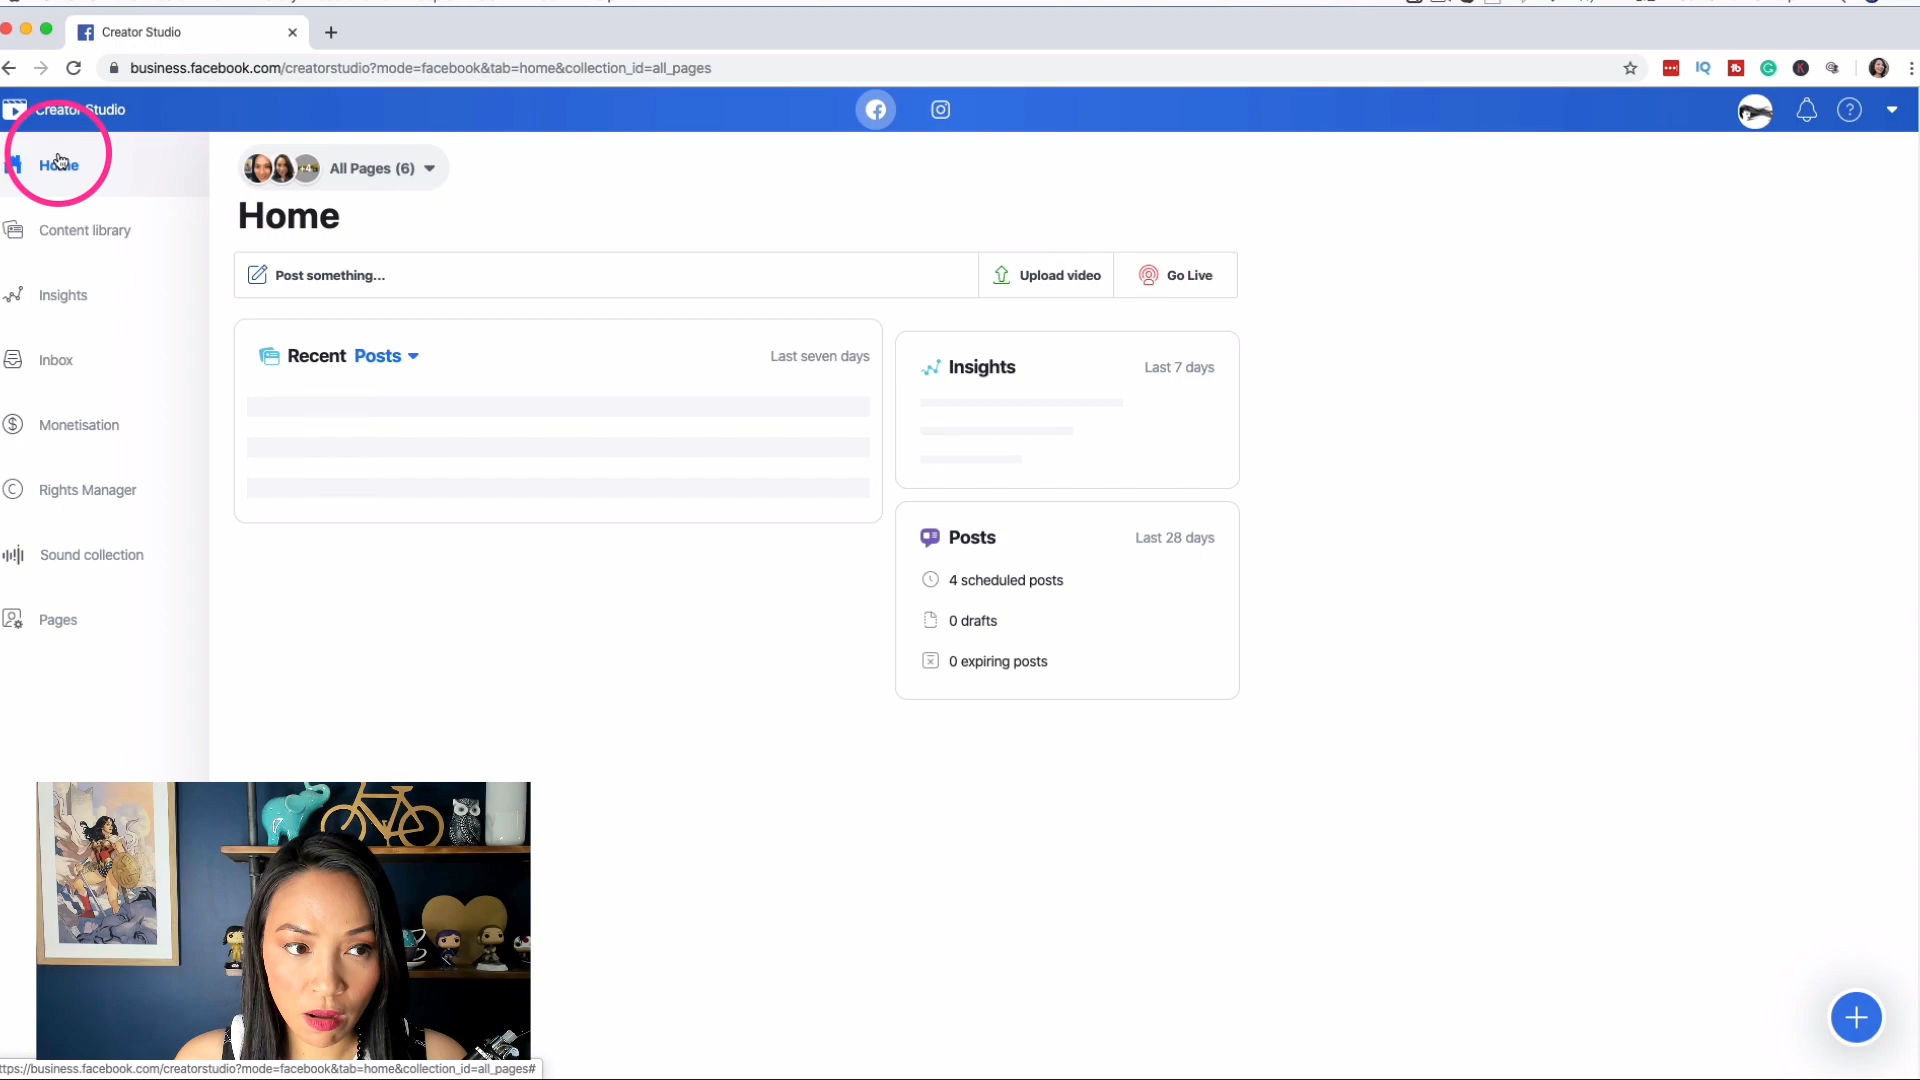 Creator Studio
business.facebook.com/creatorstudio?mode=facebook&tab=home&collection_id=all_pages
Creator Studio
Home
Content library
Insights
Inbox
Monetisation
Rights Manager
Sound collection
Pages
All Pages (6)
Home
Post something...
Upload video
Go Live
Recent Posts
Last seven days
Insights
Last 7 days
Posts
Last 28 days
4 scheduled posts
0 drafts
0 expiring posts
ttps://business.facebook.com/creatorstudio?mode=facebook&tab=home&collection_id=all_pages#